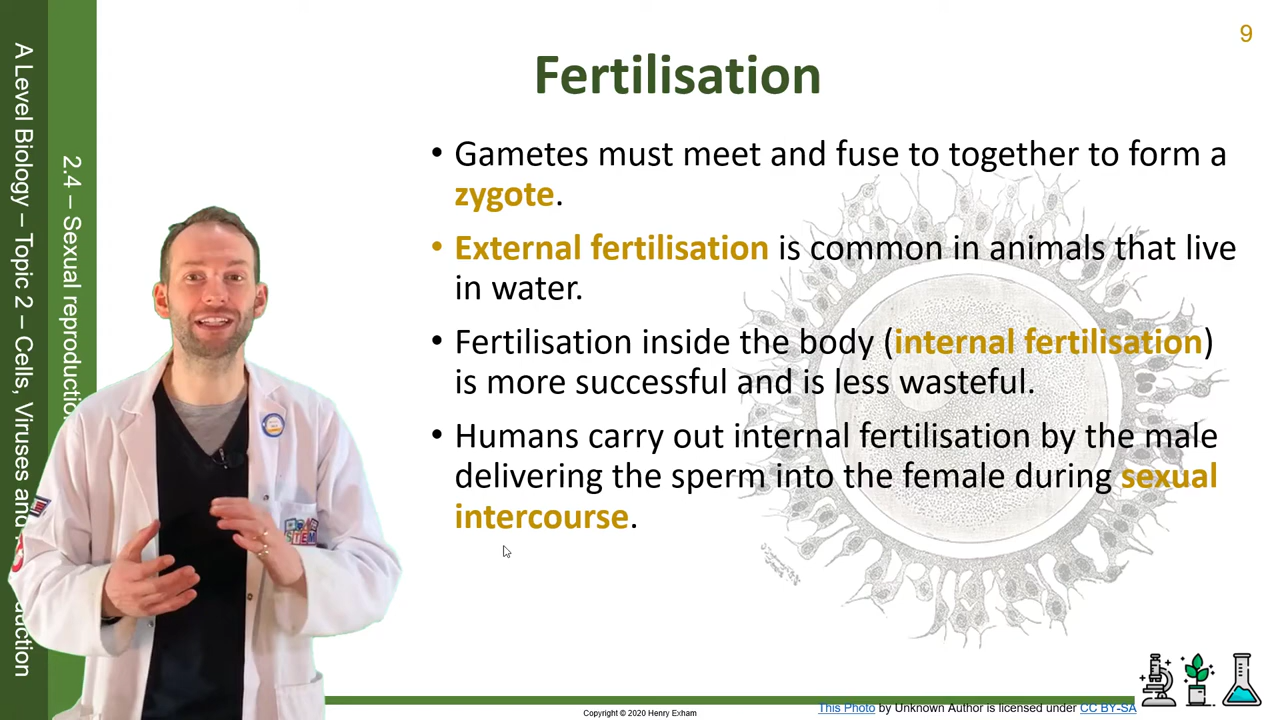 9
Fertilisation
• Gametes must meet and fuse to together to form a
zygote.
• External fertilisation is common in animals that live
in water.
• Fertilisation inside the body (internal fertilisation)
is more successful and is less wasteful.
• Humans carry out internal fertilisation by the male
delivering the sperm into the female during sexual
intercourse.
A Level Biology – Topic 2 – Cells, Viruses and
2.4 – Sexual
STEM
Copyright © 2020 Henry Exham
This Photo by Unknown Author is licensed under CC BY-SA